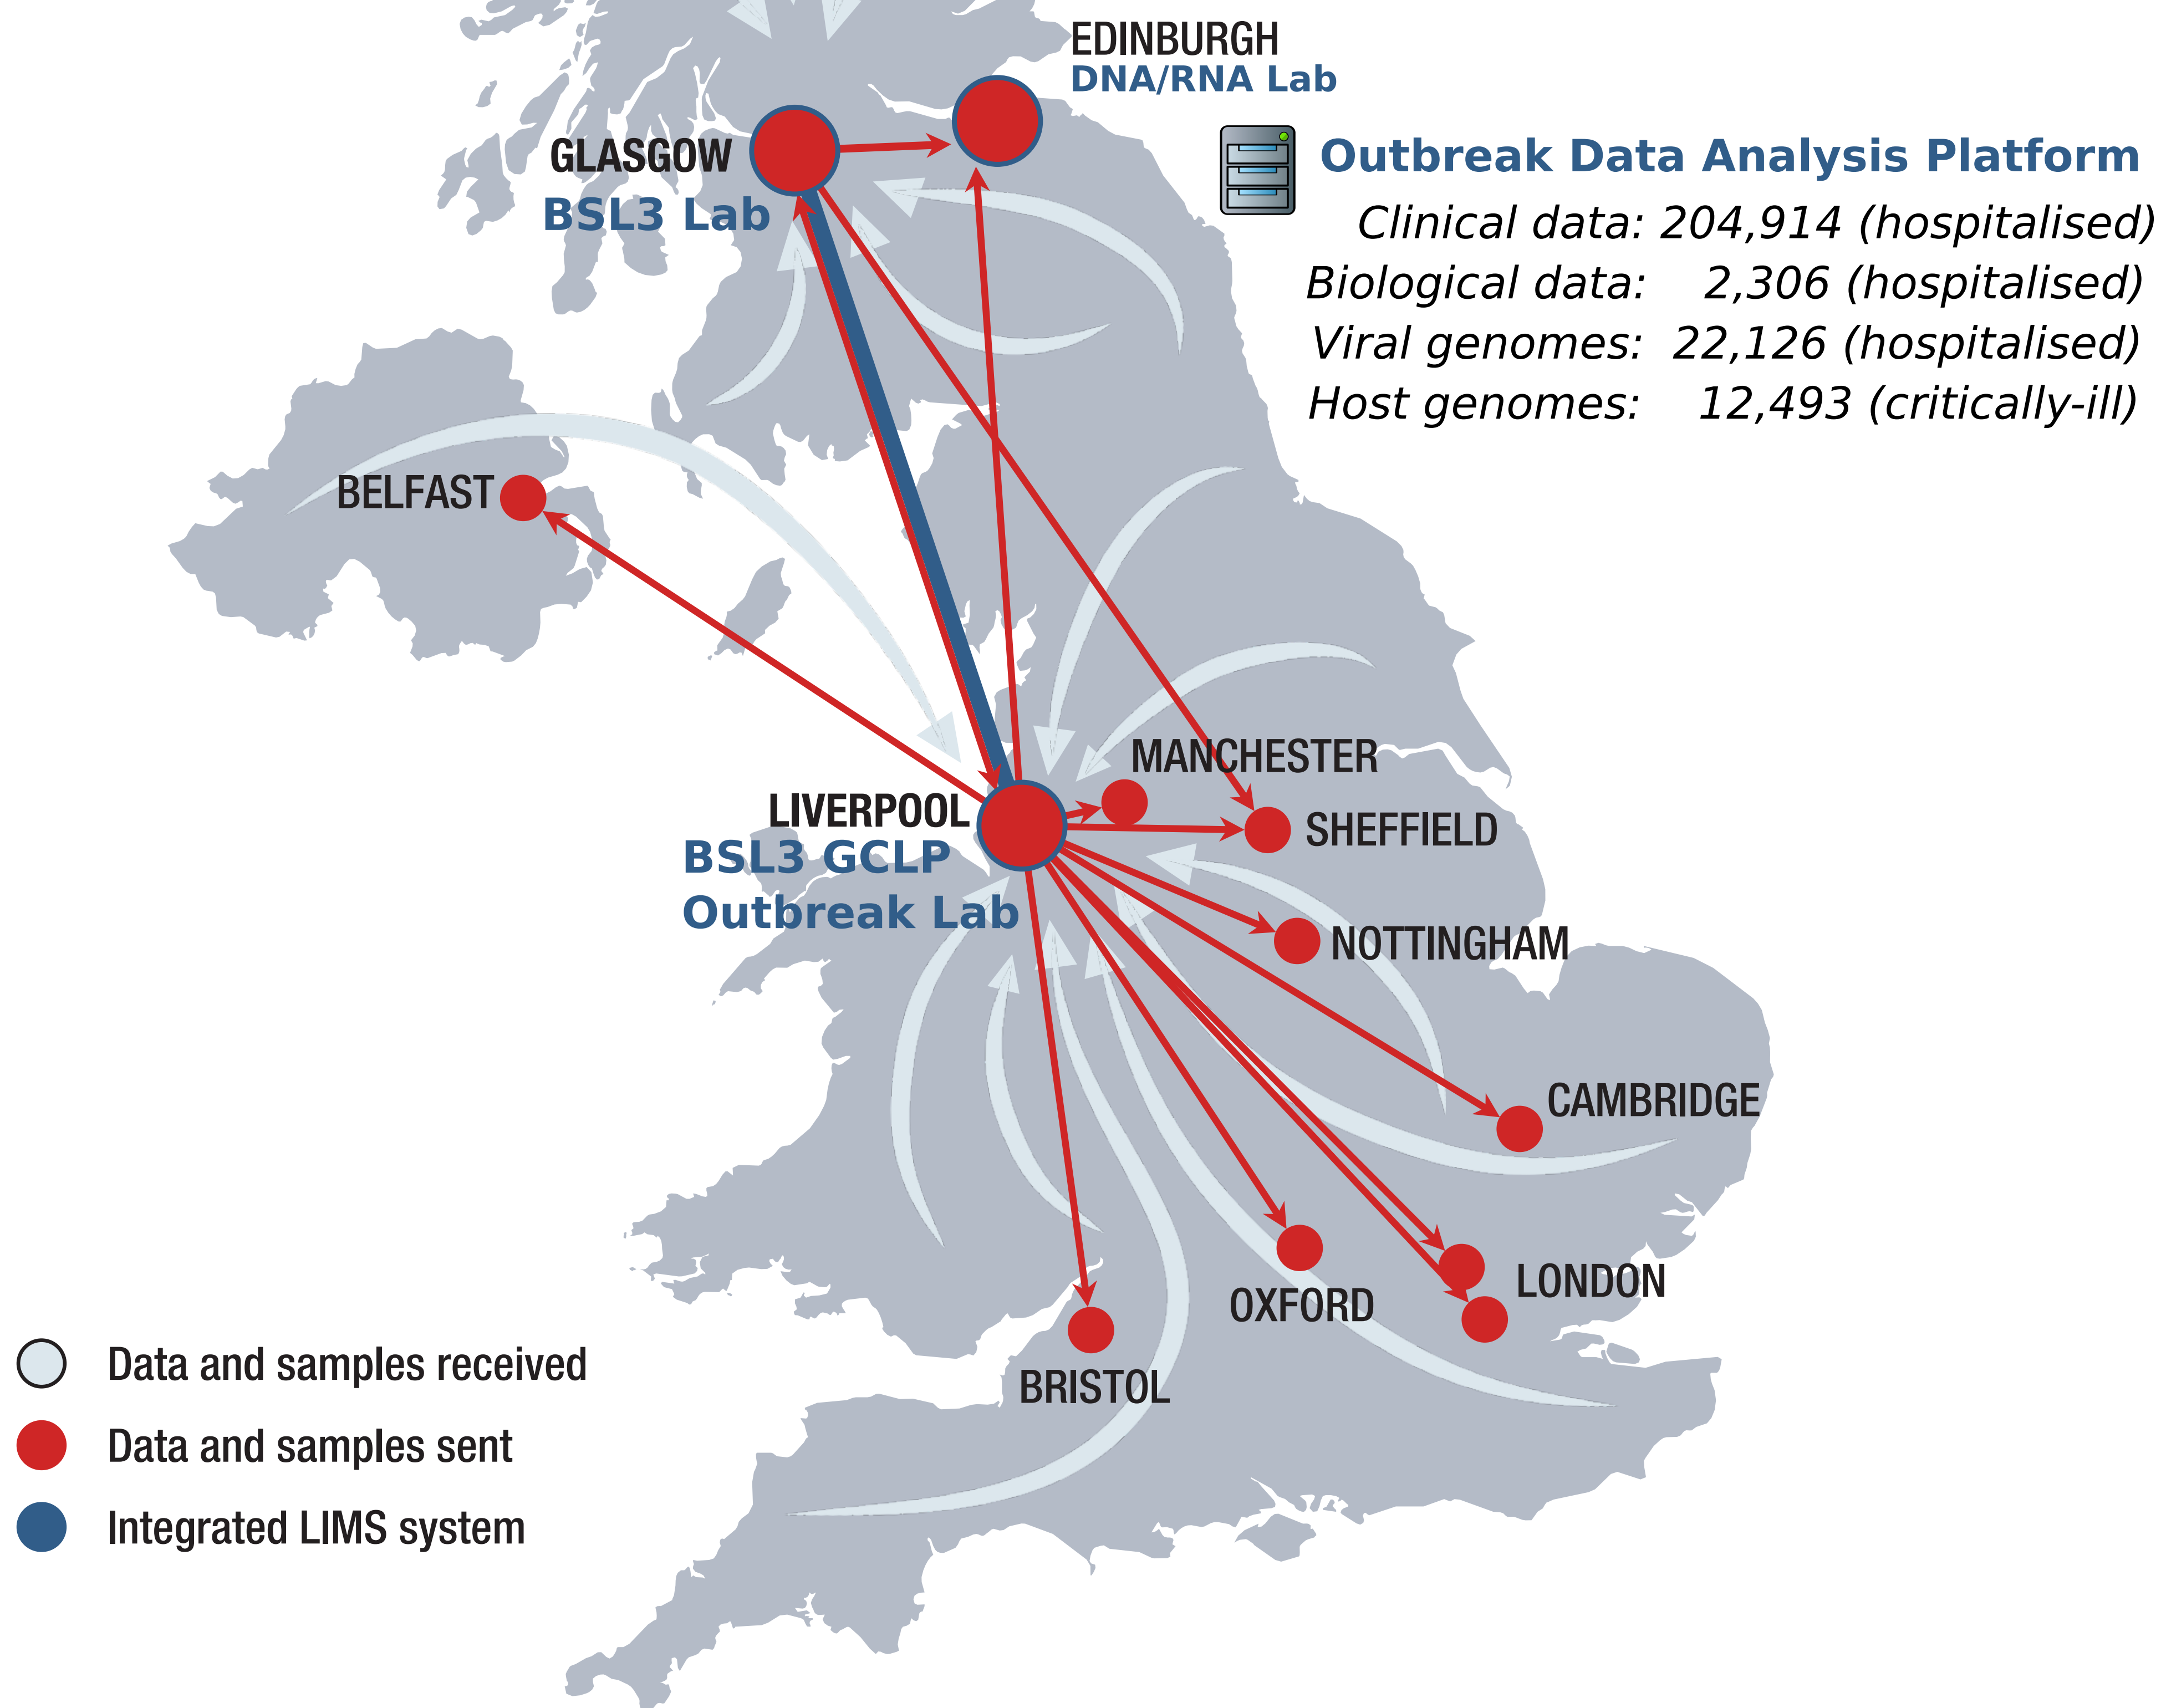 EDINBURGH
DNA/RNA Lab
GLASGOW
BSL3 Lab
Outbreak Data Analysis Platform
Clinical data: 204,914 (hospitalised)
Biological data: 2,306 (hospitalised)
Viral genomes: 22,126 (hospitalised)
Host genomes: 12,493 (critically-ill)
BELFAST
MANCHESTER
LIVERPOOL
BSL3 GCLP
Outbreak Lab
SHEFFIELD
NOTTINGHAM
CAMBRIDGE
LONDON
OXFORD
BRISTOL
Data and samples received
Data and samples sent
Integrated LIMS system